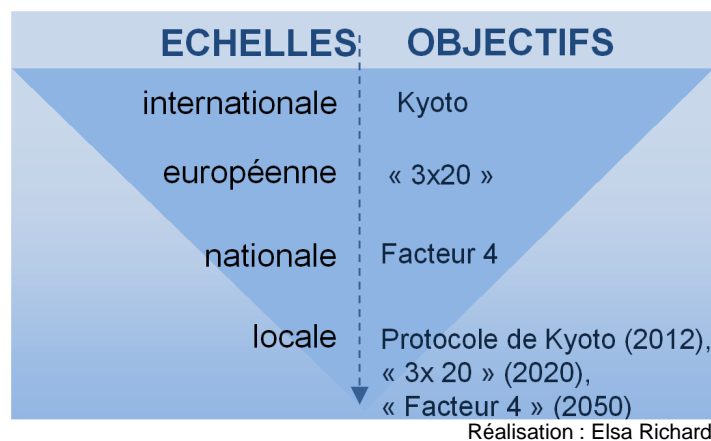 ECHELLES OBJECTIFS
internationale Kyoto
européenne « 3x20 »
nationale Facteur 4
locale Protocole de Kyoto (2012),
« 3x 20 » (2020),
« Facteur 4 » (2050)
Réalisation : Elsa Richard